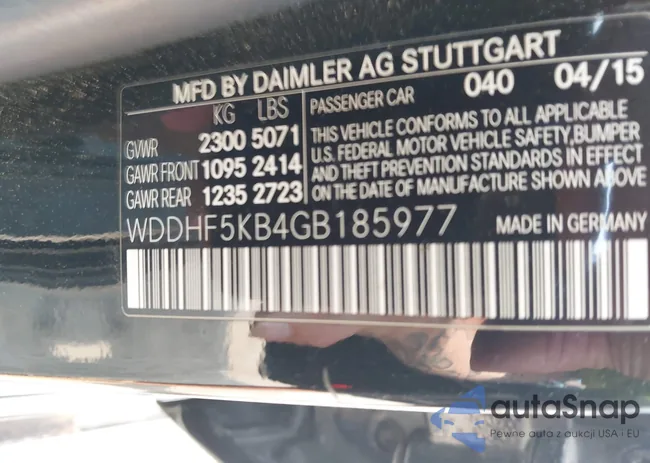 MFD BY DAIMLER AG STUTTGART
KG LBS
PASSENGER CAR 040 04/15
GVWR 2300 5071
GAWR FRONT 1095 2414
GAWR REAR 1235 2723
THIS VEHICLE CONFORMS TO ALL APPLICABLE
U.S. FEDERAL MOTOR VEHICLE SAFETY, BUMPER
AND THEFT PREVENTION STANDARDS IN EFFECT
ON THE DATE OF MANUFACTURE SHOWN ABOVE
WDDHF5KB4GB185977 MADE IN GERMANY
autaSnap
Pewne auta z aukcji USA i EU